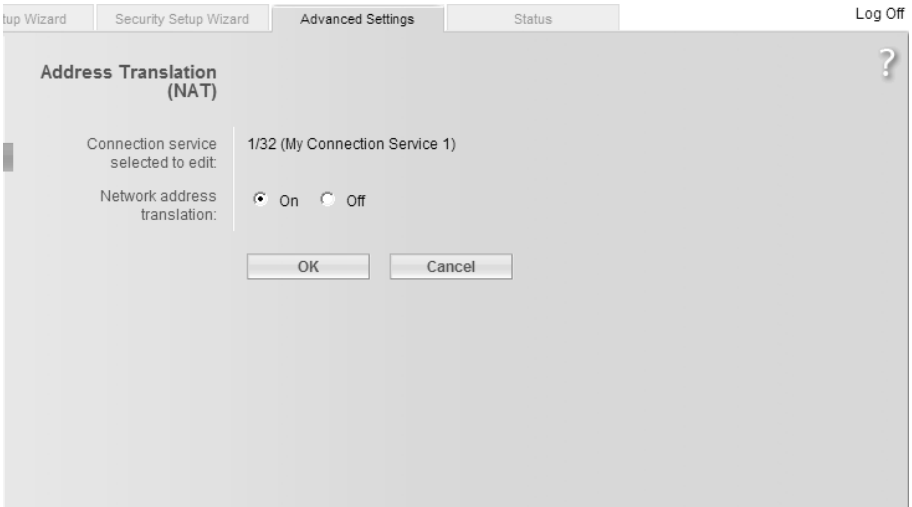 tup Wizard
Security Setup Wizard
Advanced Settings
Status
Log Off
?
Address Translation
(NAT)
Connection service
selected to edit:
1/32 (My Connection Service 1)
Network address
translation:
On
Off
OK
Cancel